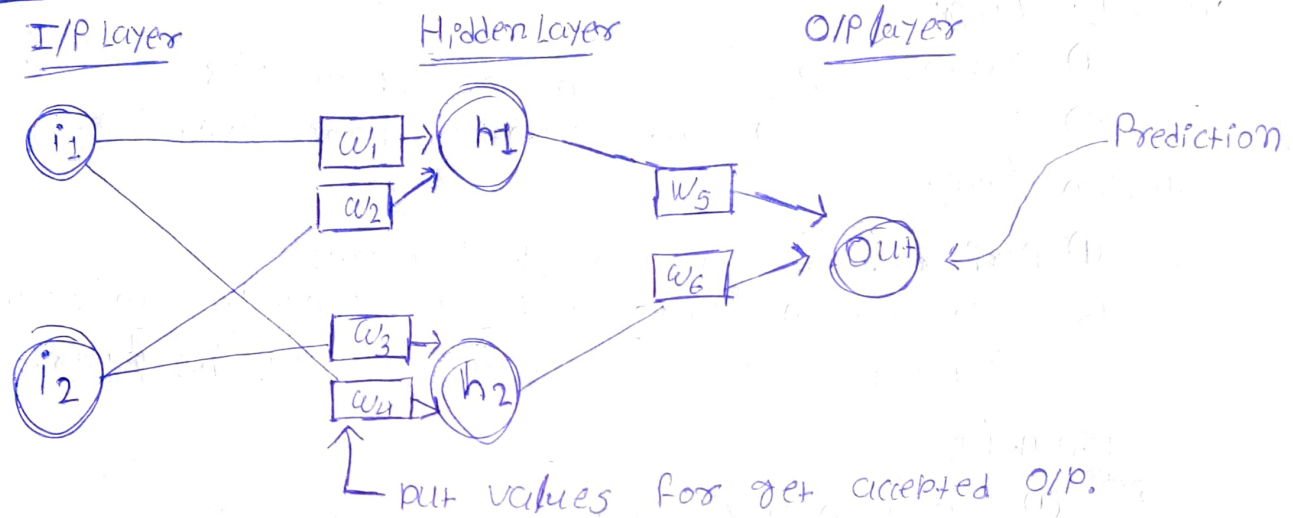 I/P Layer
Hidden Layer
O/P layer
i1
w1
h1
Prediction
w2
W5
out
w6
w3
i2
h2
w4
put values for get accepted O/P.